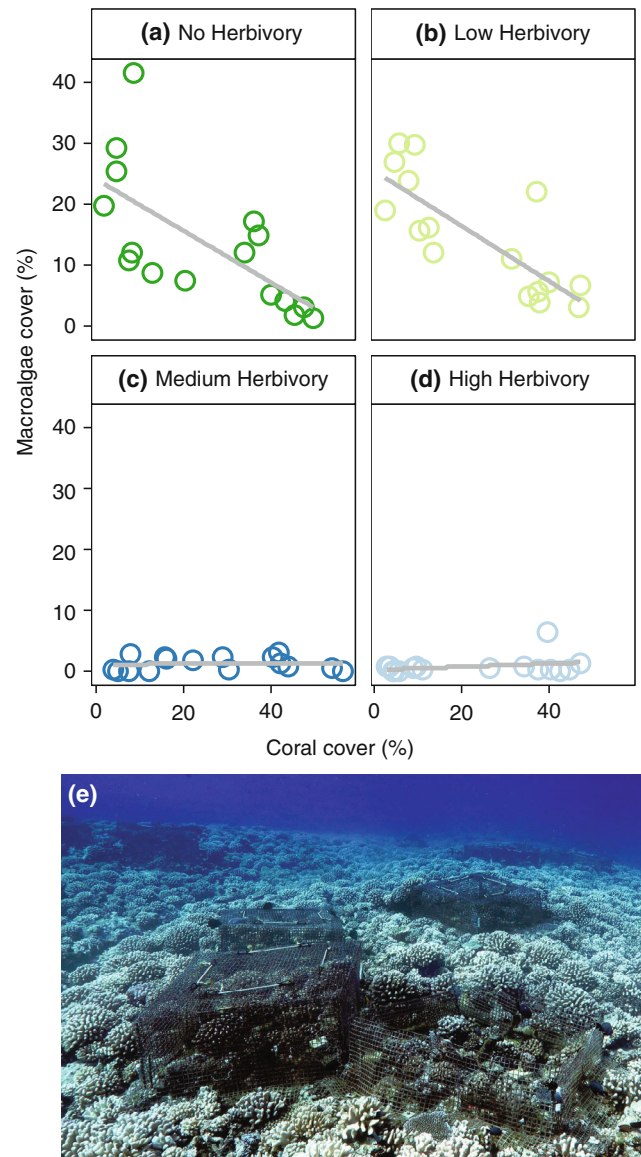 (a) No Herbivory
(b) Low Herbivory
40
30
20
10
0
Macroalgae cover (%)
(c) Medium Herbivory
(d) High Herbivory
40
30
20
10
0
0 20 40
0 20 40
Coral cover (%)
(e)